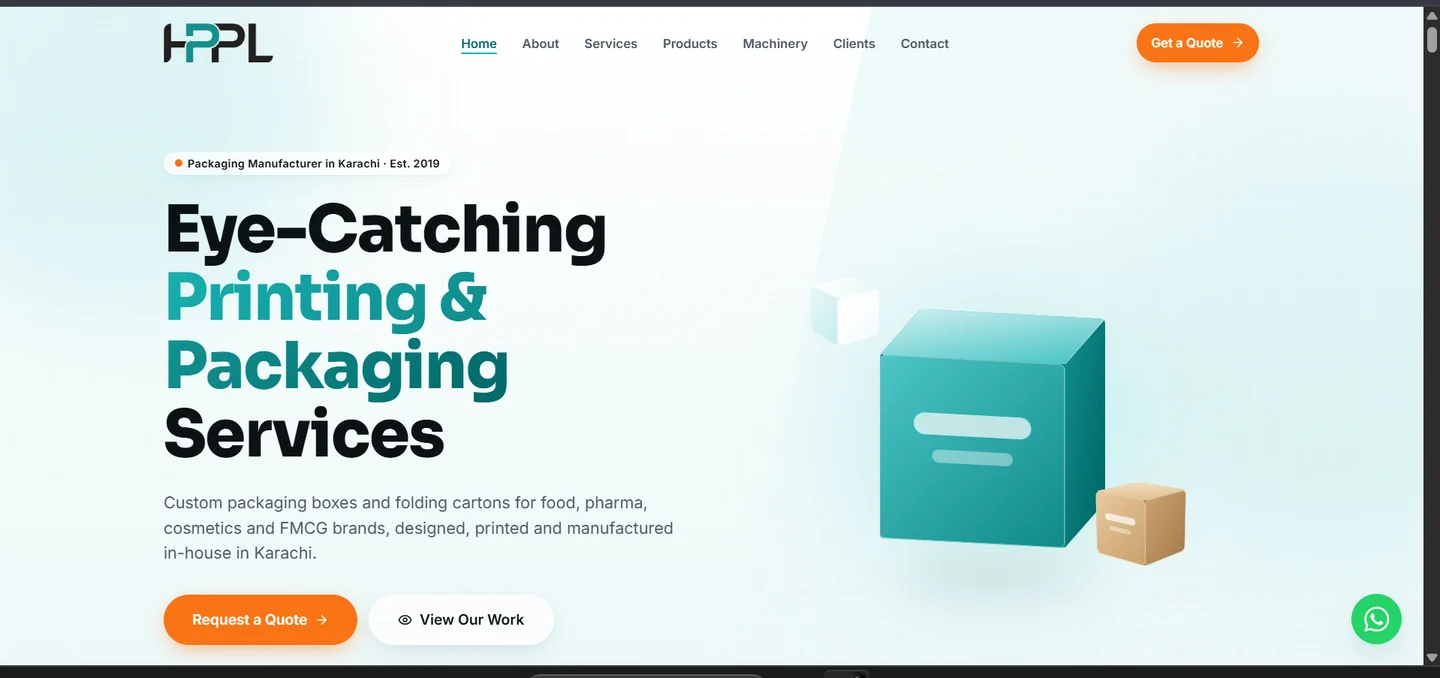 HPPL
Home About Services Products Machinery Clients Contact
Get a Quote
Packaging Manufacturer in Karachi · Est. 2019
Eye-Catching
Printing &
Packaging
Services
Custom packaging boxes and folding cartons for food, pharma,
cosmetics and FMCG brands, designed, printed and manufactured
in-house in Karachi.
Request a Quote
View Our Work